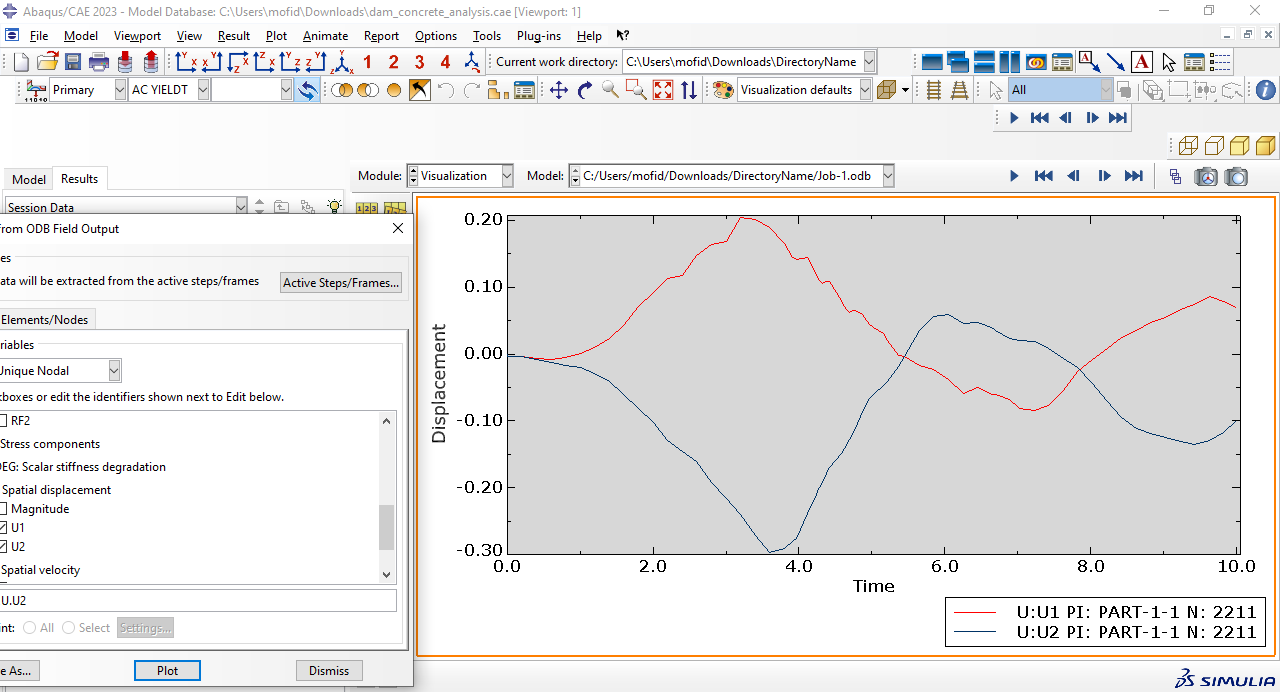 Abaqus/CAE 2023 - Model Database: C:\Users\mofid\Downloads\dam_concrete_analysis.cae [Viewport: 1]
File Model Viewport View Result Plot Animate Report Options Tools Plug-ins Help
1 2 3 4 Current work directory: C:\Users\mofid\Downloads\DirectoryName
Primary AC YIELDT Visualization defaults All
Model Results Module: Visualization Model: C:/Users/mofid/Downloads/DirectoryName/Job-1.odb
Session Data
from ODB Field Output
es
ata will be extracted from the active steps/frames Active Steps/Frames...
Elements/Nodes
ariables
Unique Nodal
kboxes or edit the identifiers shown next to Edit below.
RF2
Stress components
DEG: Scalar stiffness degradation
Spatial displacement
Magnitude
U1
U2
Spatial velocity
U.U2
int: All Select Settings...
e As... Plot Dismiss
0.20
0.10
0.00
-0.10
-0.20
-0.30
Displacement
0.0 2.0 4.0 6.0 8.0 10.0
Time
U:U1 PI: PART-1-1 N: 2211
U:U2 PI: PART-1-1 N: 2211
SIMULIA